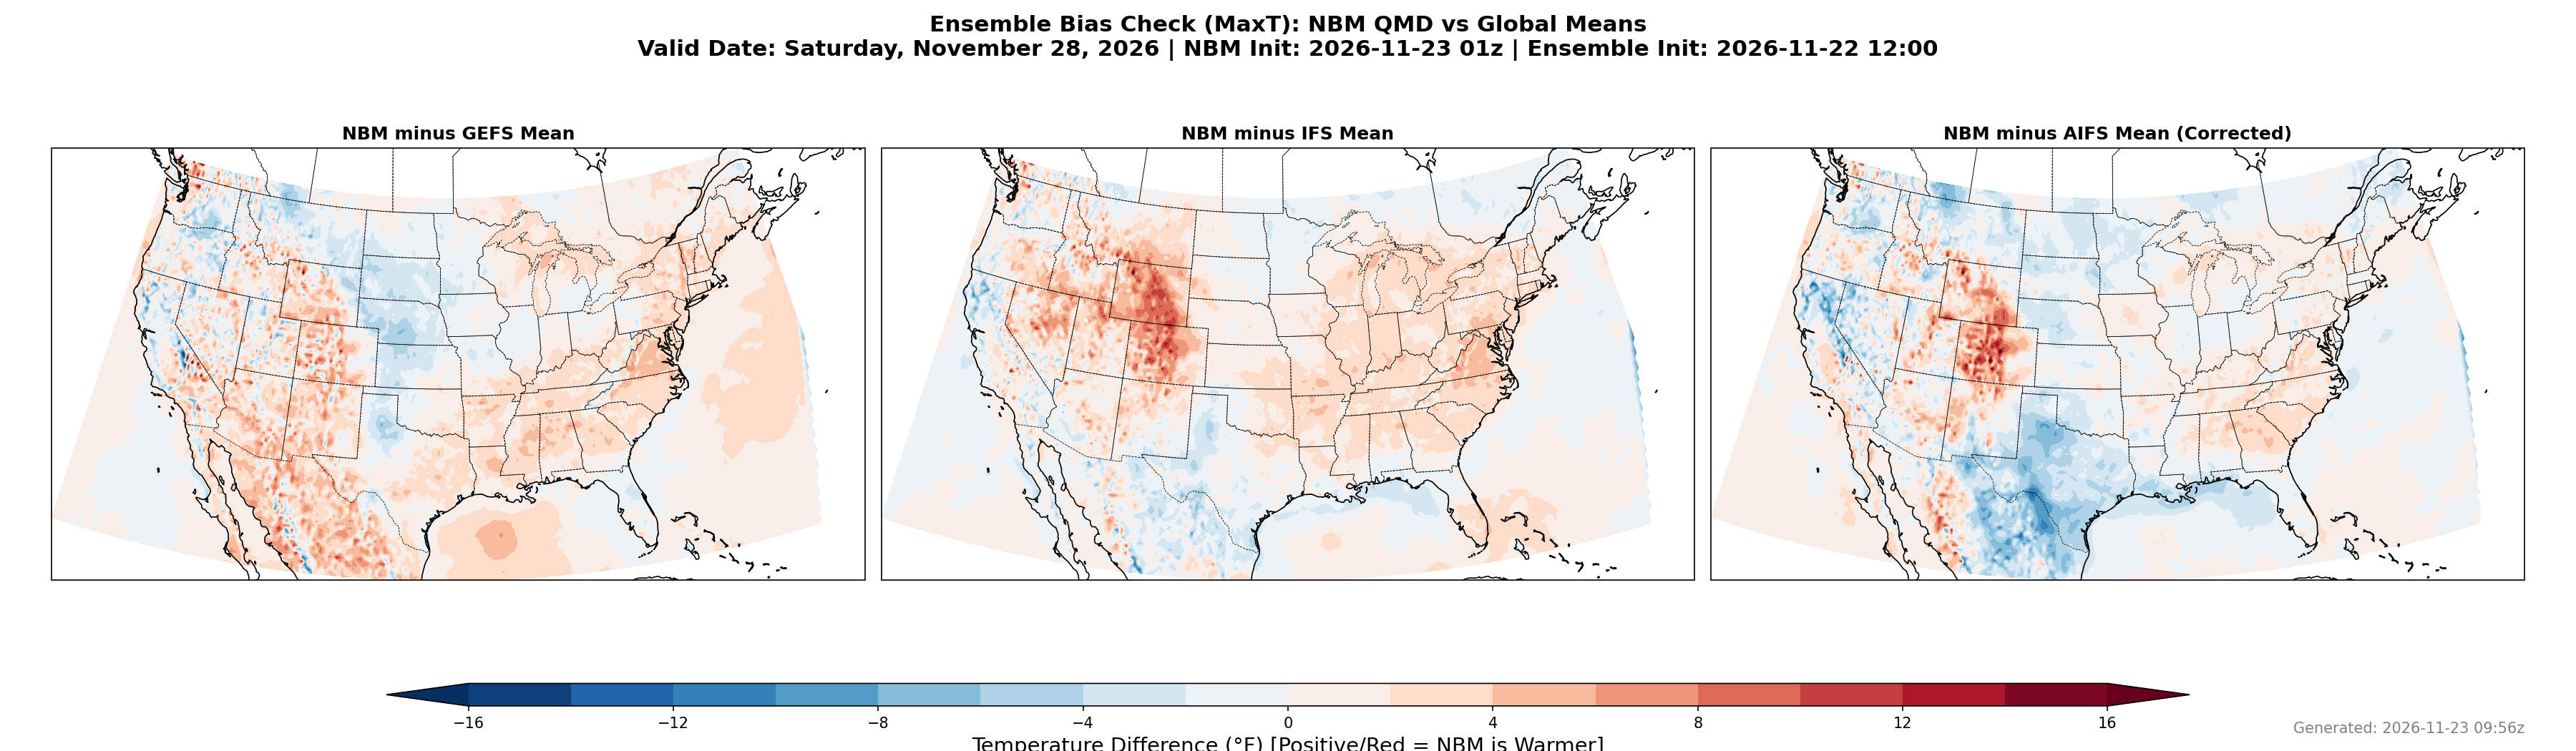 Ensemble Bias Check (MaxT): NBM QMD vs Global Means
Valid Date: Saturday, November 28, 2026 | NBM Init: 2026-11-23 01z | Ensemble Init: 2026-11-22 12:00
NBM minus GEFS Mean
NBM minus IFS Mean
NBM minus AIFS Mean (Corrected)
−16 −12 −8 −4 0 4 8 12 16
Generated: 2026-11-23 09:56z
Temperature Difference (°F) [Positive/Red = NBM is Warmer]